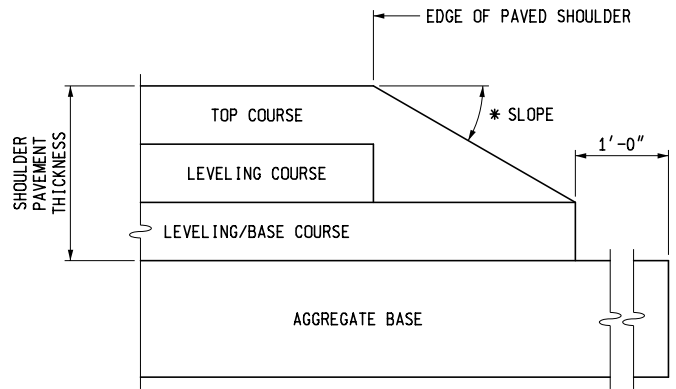 EDGE OF PAVED SHOULDER
TOP COURSE
* SLOPE
1'-0"
SHOULDER
PAVEMENT
THICKNESS
LEVELING COURSE
LEVELING/BASE COURSE
AGGREGATE BASE